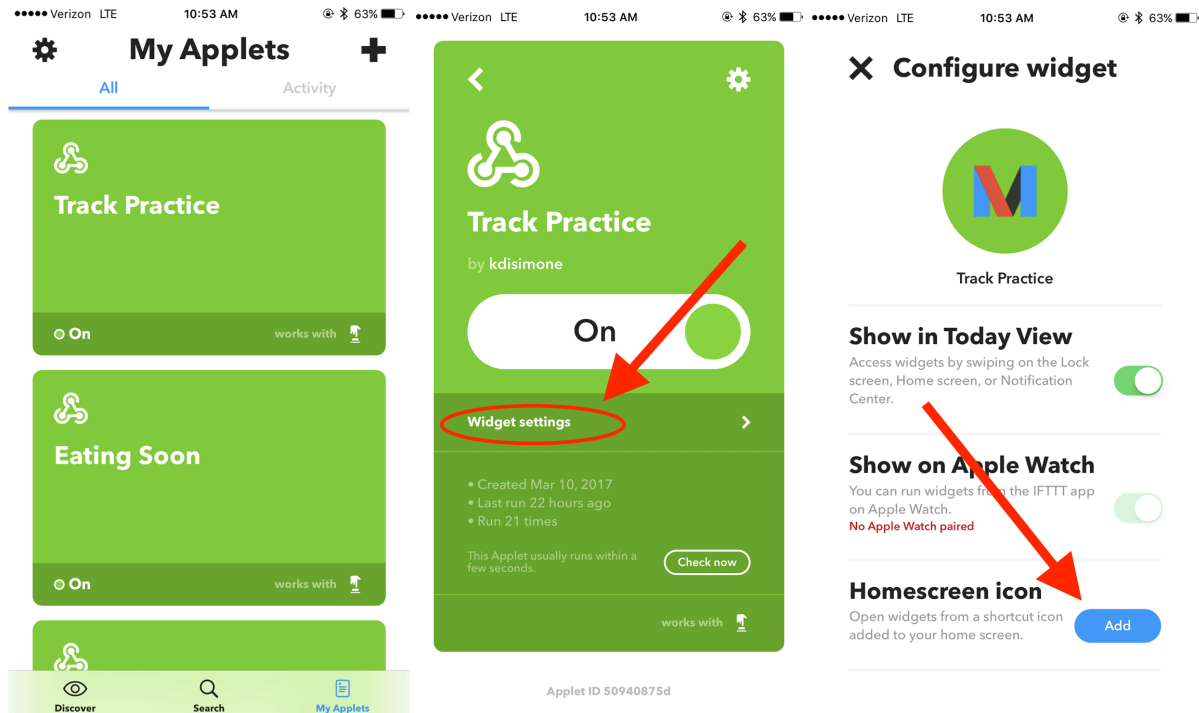 Verizon LTE 10:53 AM 63%
My Applets
All Activity
Track Practice
On works with
Eating Soon
On works with
Discover Search My Applets
Verizon LTE 10:53 AM 63%
Track Practice
by kdisimone
On
Widget settings
• Created Mar 10, 2017
• Last run 22 hours ago
• Run 21 times
This Applet usually runs within a
few seconds.
Check now
works with
Applet ID 50940875d
Verizon LTE 10:53 AM 63%
Configure widget
Track Practice
Show in Today View
Access widgets by swiping on the Lock
screen, Home screen, or Notification
Center.
Show on Apple Watch
You can run widgets from the IFTTT app
on Apple Watch.
No Apple Watch paired
Homescreen icon
Open widgets from a shortcut icon
added to your home screen.
Add